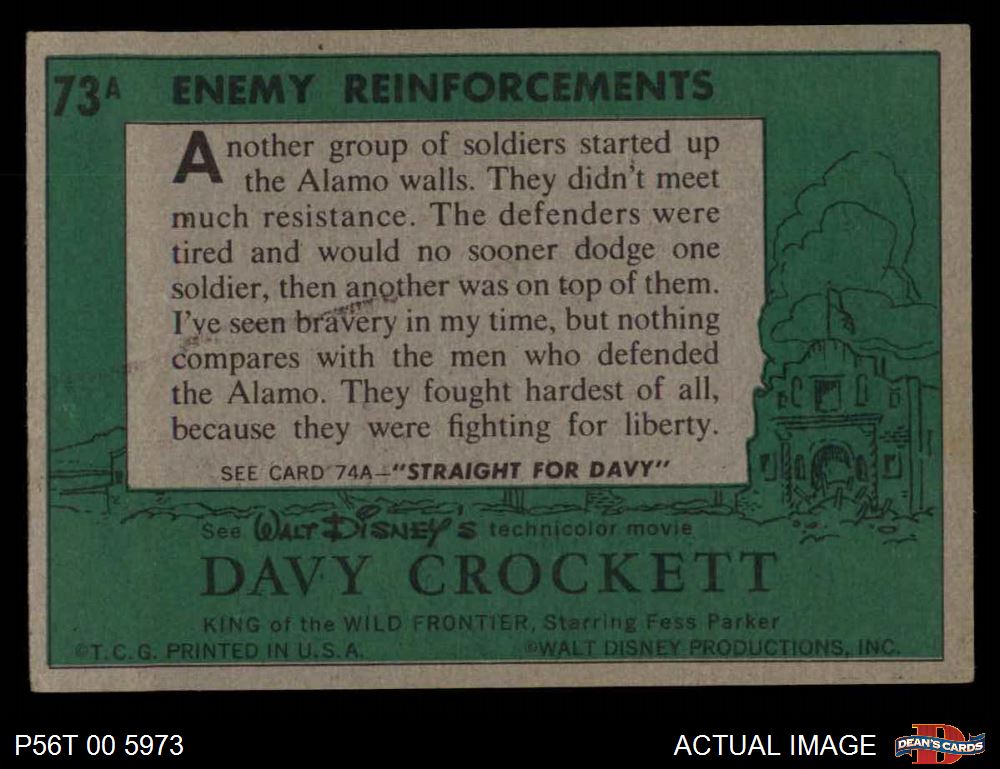 73A ENEMY REINFORCEMENTS
Another group of soldiers started up
the Alamo walls. They didn't meet
much resistance. The defenders were
tired and would no sooner dodge one
soldier, then another was on top of them.
I've seen bravery in my time, but nothing
compares with the men who defended
the Alamo. They fought hardest of all,
because they were fighting for liberty.
SEE CARD 74A—"STRAIGHT FOR DAVY"
See WALT DISNEY'S technicolor movie
DAVY CROCKETT
KING of the WILD FRONTIER, Starring Fess Parker
©T.C.G. PRINTED IN U.S.A. ©WALT DISNEY PRODUCTIONS, INC.
P56T 00 5973 ACTUAL IMAGE DEAN'S CARDS